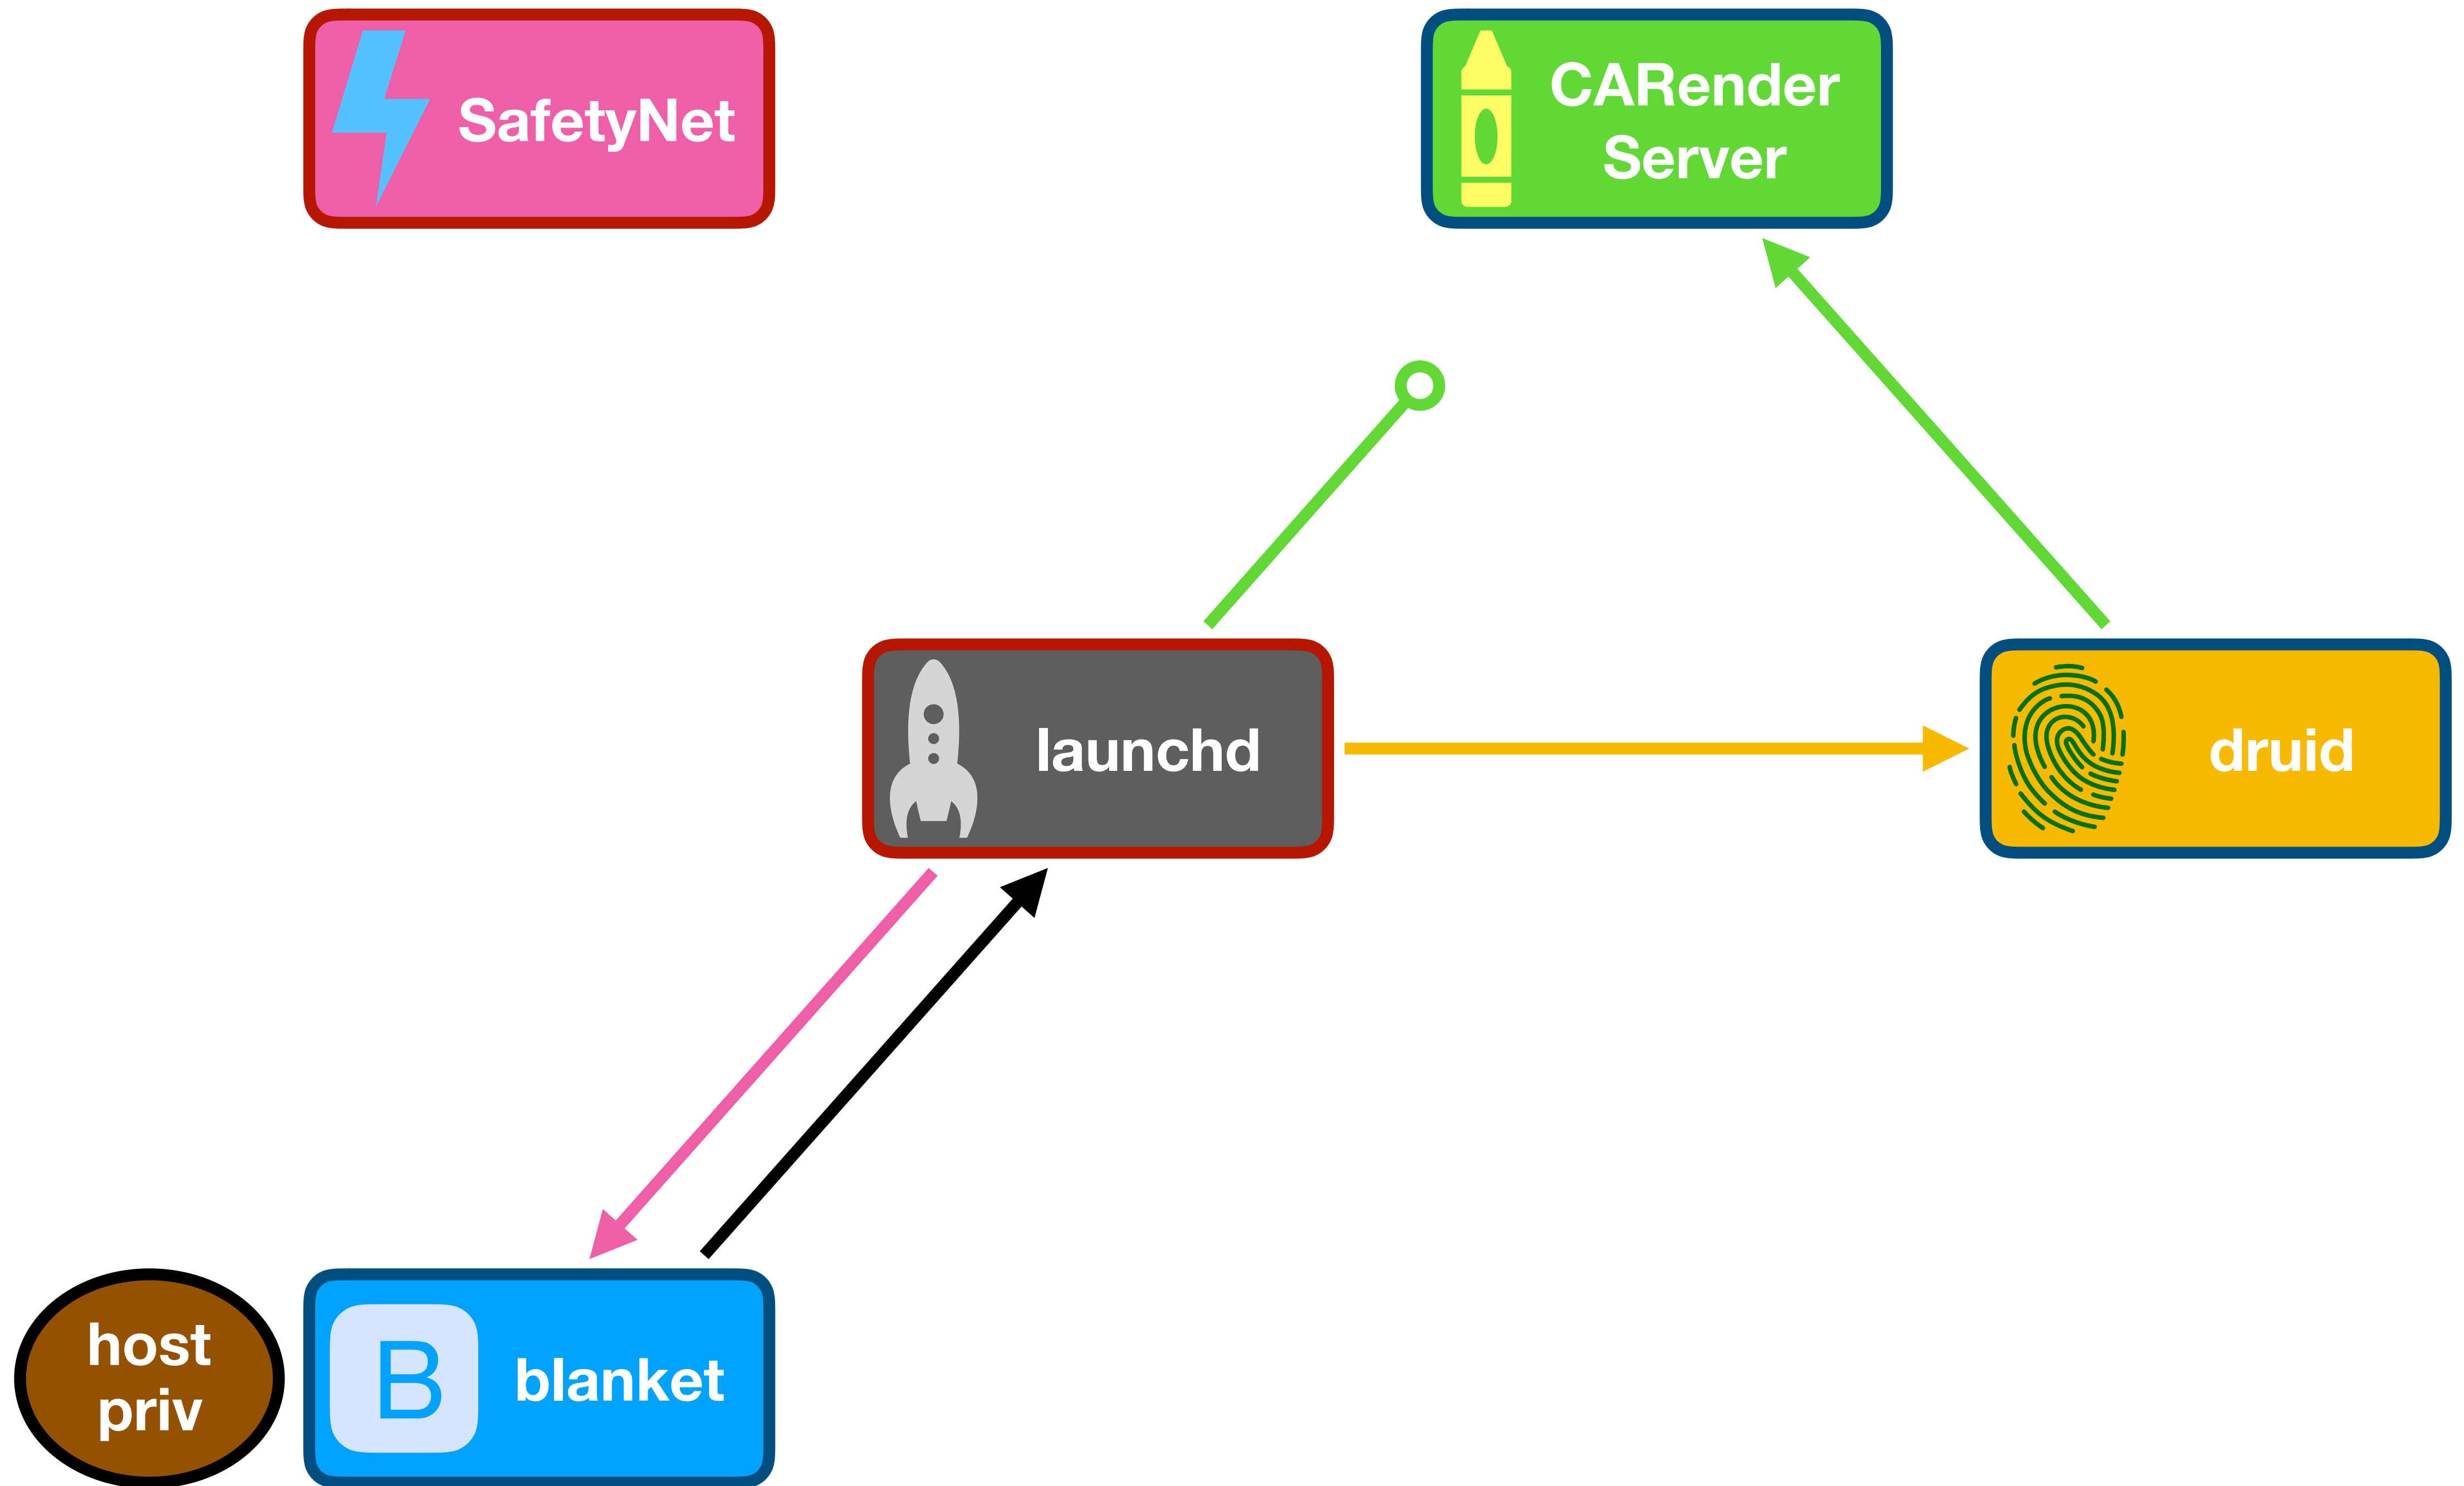 SafetyNet
CARender
Server
launchd
druid
host
priv
B
blanket